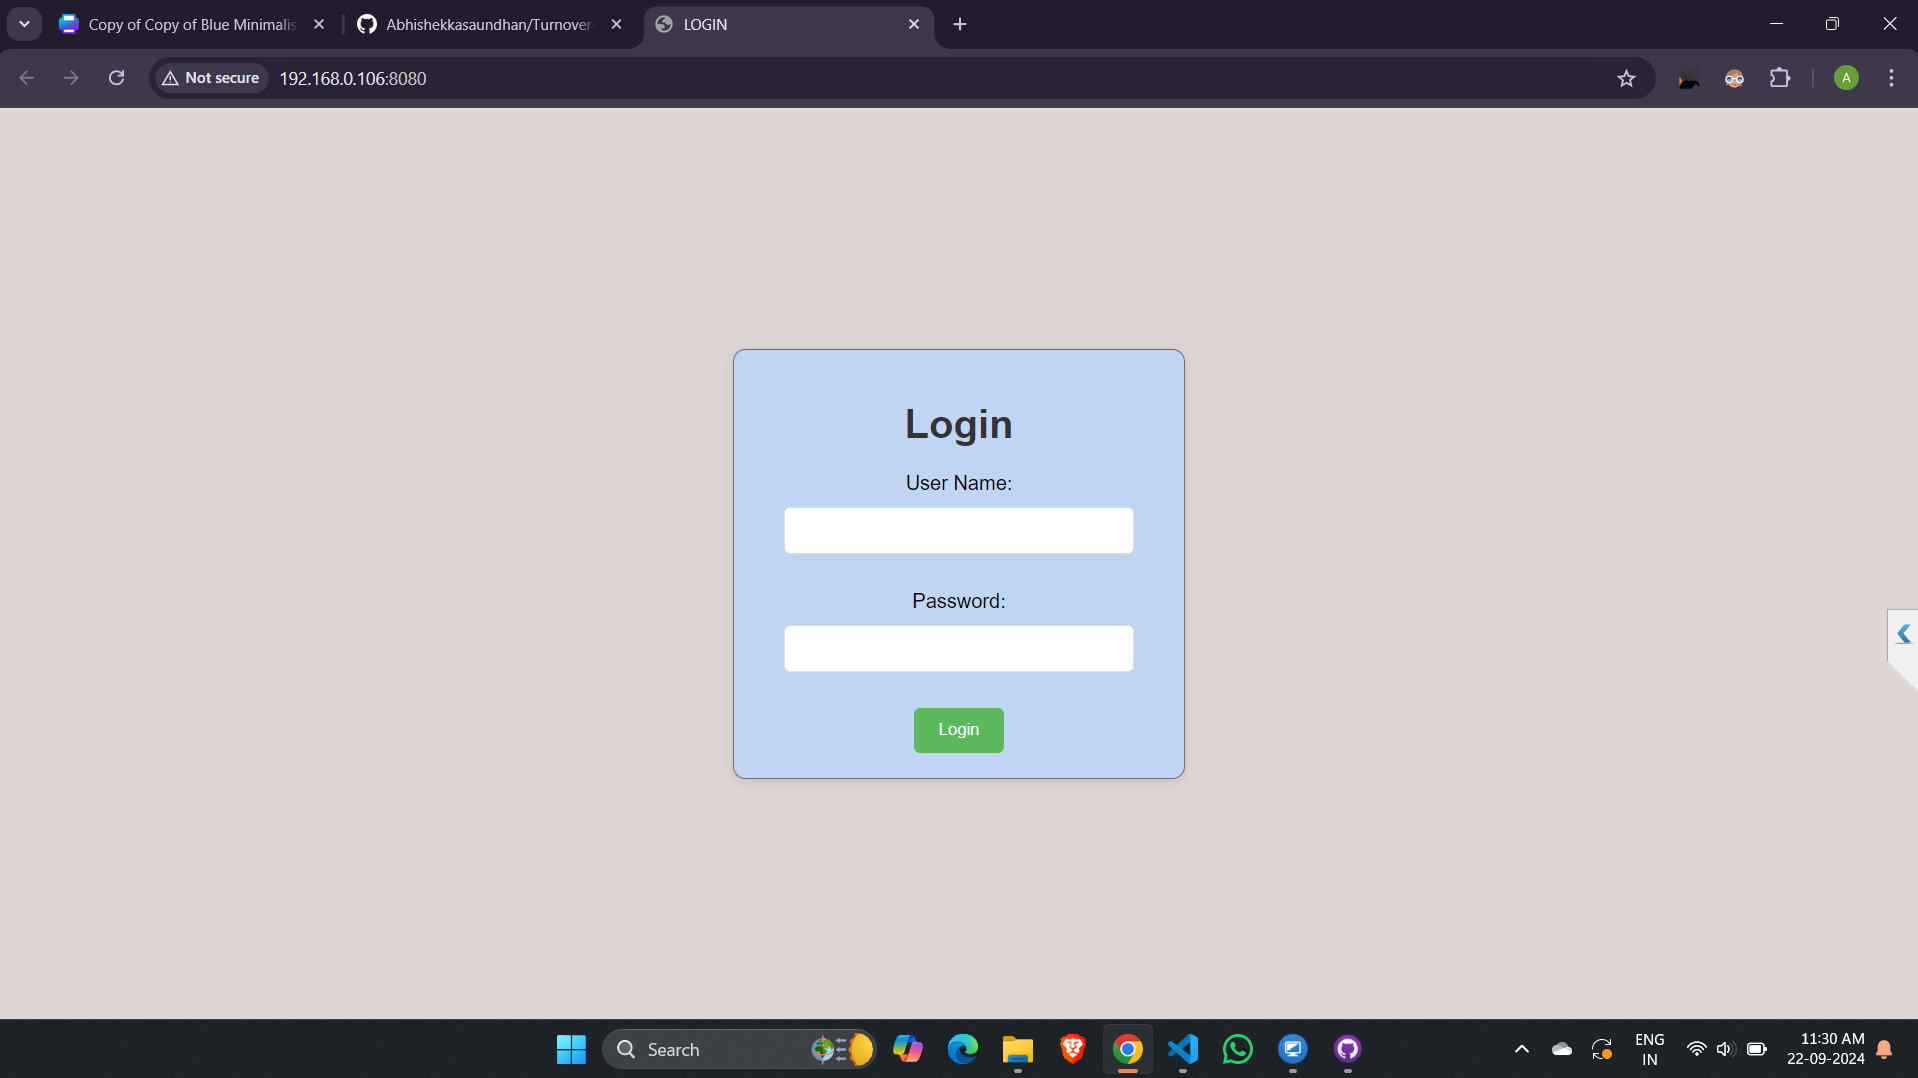 Copy of Copy of Blue Minimalis
Abhishekkasaundhan/Turnover-
LOGIN
Not secure
192.168.0.106:8080
A
Login
User Name:
Password:
Login
Search
ENG
IN
11:30 AM
22-09-2024